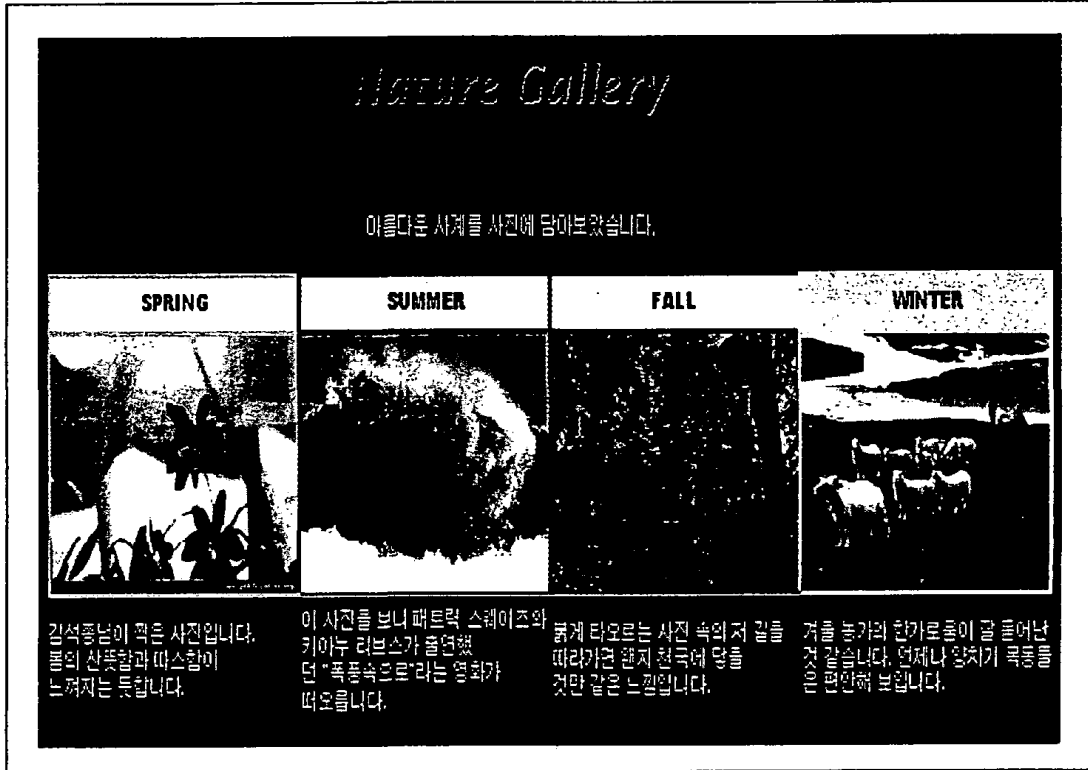 Nature Gallery
아름다운 사계를 사진에 담아보았습니다.
SPRING
SUMMER
FALL
WINTER
김석종님이 찍은 사진입니다.
봄의 산뜻함과 따스함이
느껴지는 듯합니다.
이 사진을 보니 패트릭 스웨이즈와
키아누 리브스가 출연했
던 "폭풍속으로"라는 영화가
떠오릅니다.
붉게 타오르는 사진 속의 저 길을
따라가면 왠지 천국에 닿을
것만 같은 느낌입니다.
겨울 농가와 한가로움이 잘 묻어난
것 같습니다. 언제나 양치기 목동들
은 편안해 보입니다.